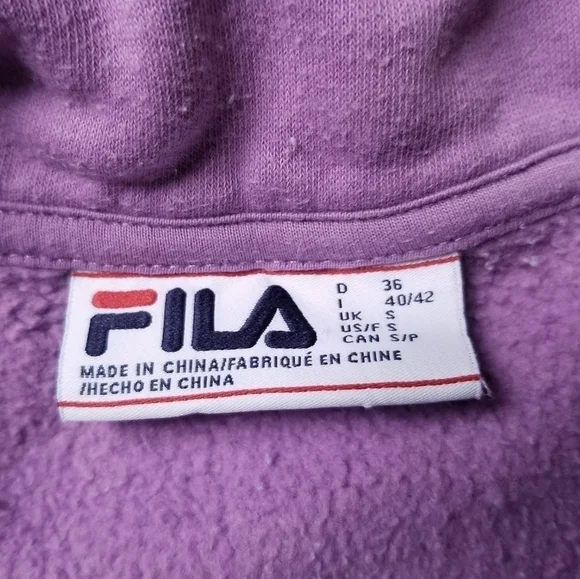 FILA
D 36
I 40/42
UK S
US/F S
CAN S/P
MADE IN CHINA/FABRIQUÉ EN CHINE
/HECHO EN CHINA